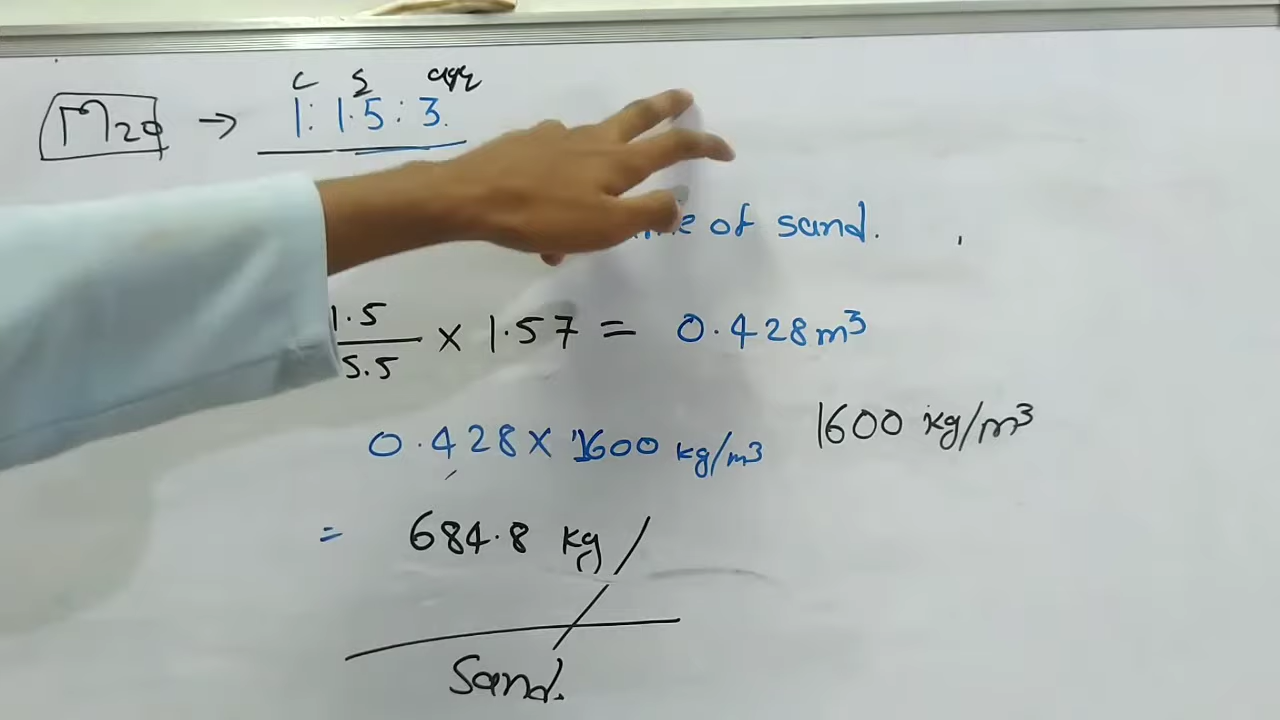 C S agg
M20 → 1 : 1.5 : 3.
of sand.
1.5/5.5 × 1.57 = 0.428 m³
0.428 × 1600 kg/m³ 1600 kg/m³
= 684.8 kg/
Sand.